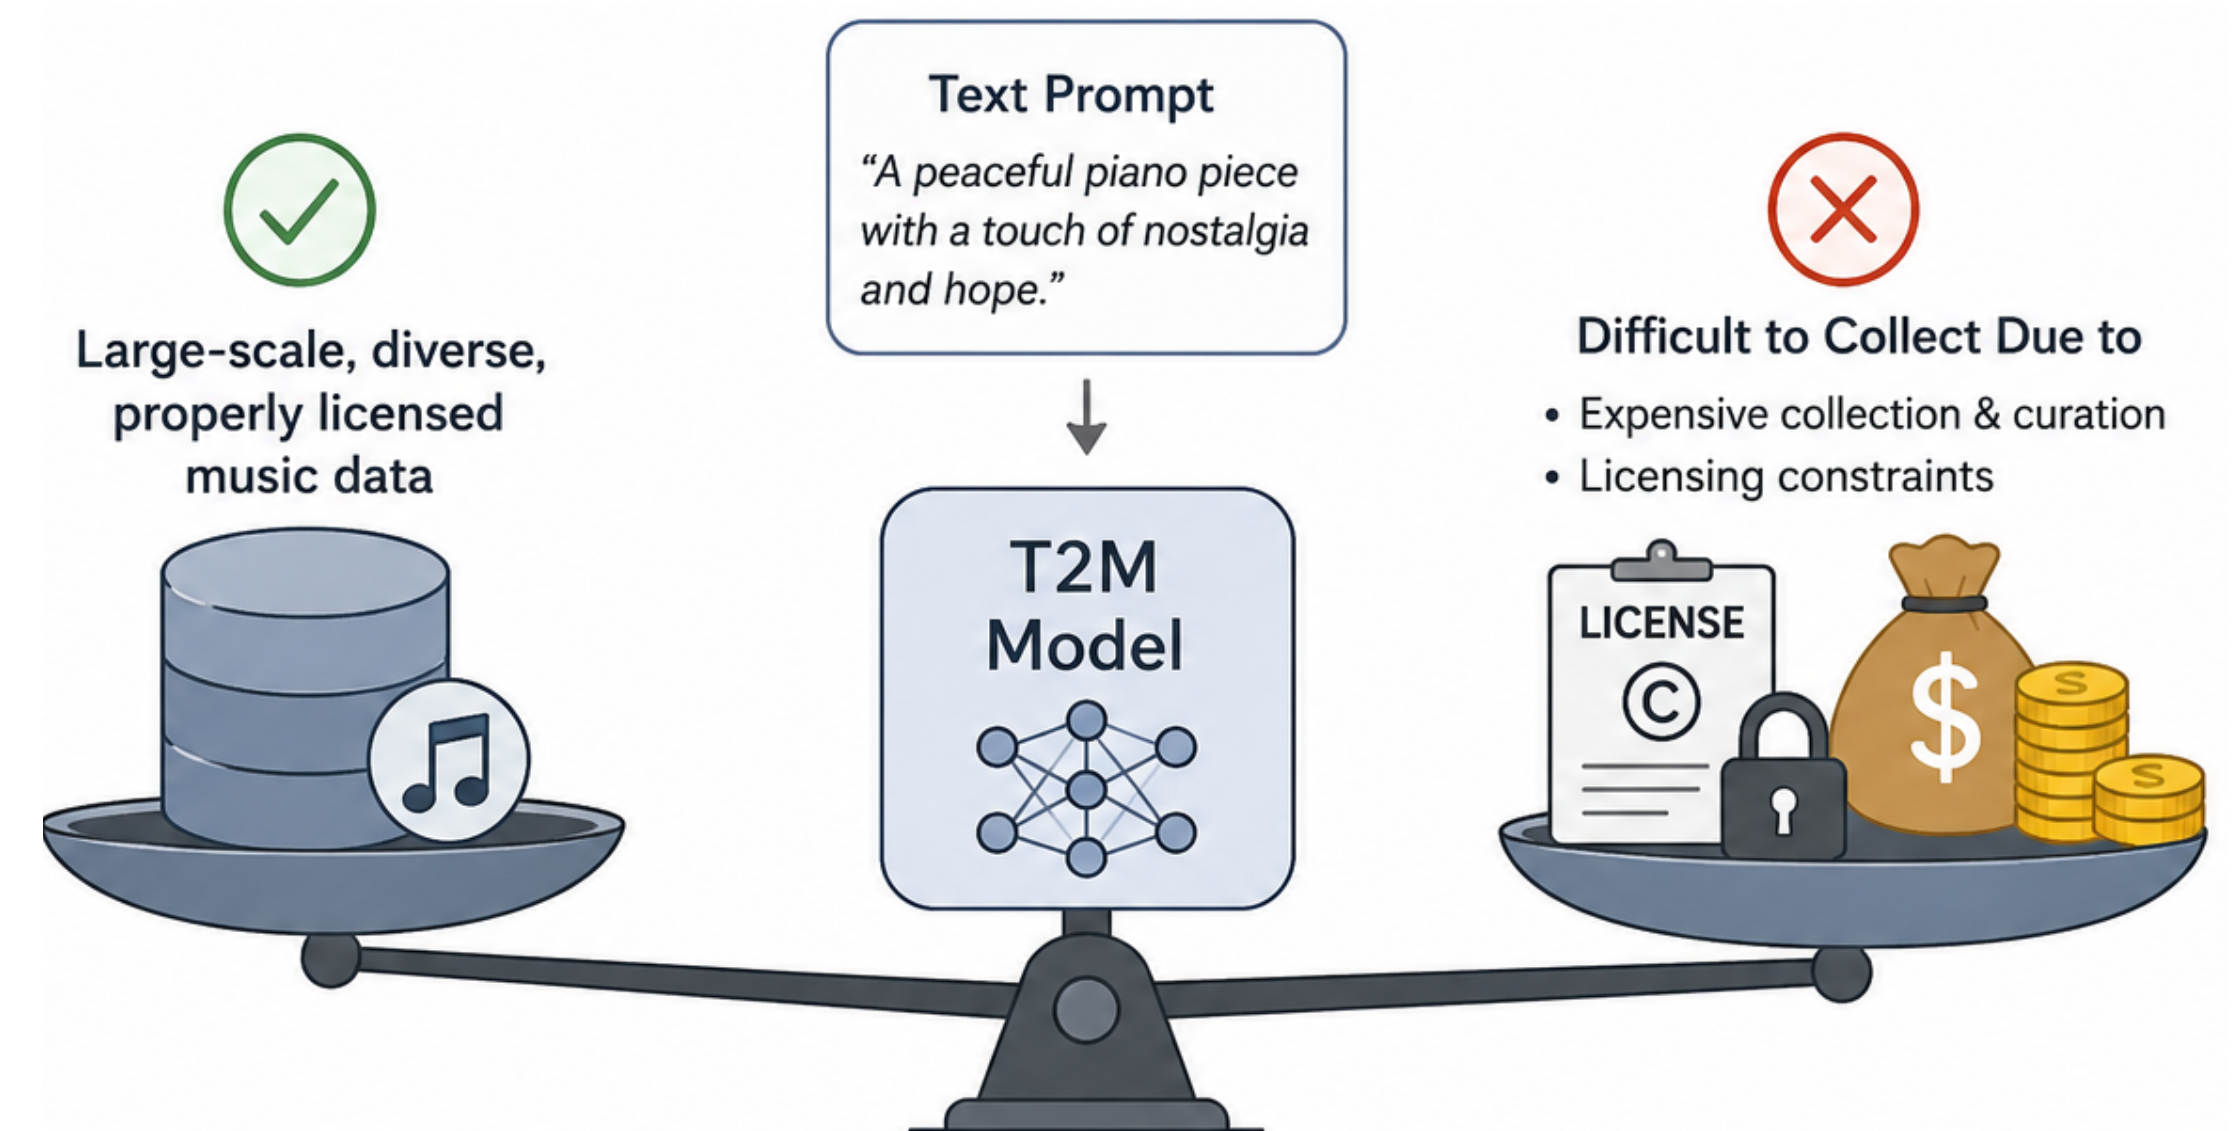 Text Prompt
“A peaceful piano piece
with a touch of nostalgia
and hope.”
Large-scale, diverse,
properly licensed
music data
T2M
Model
Difficult to Collect Due to
• Expensive collection & curation
• Licensing constraints
LICENSE
©
$
S
S